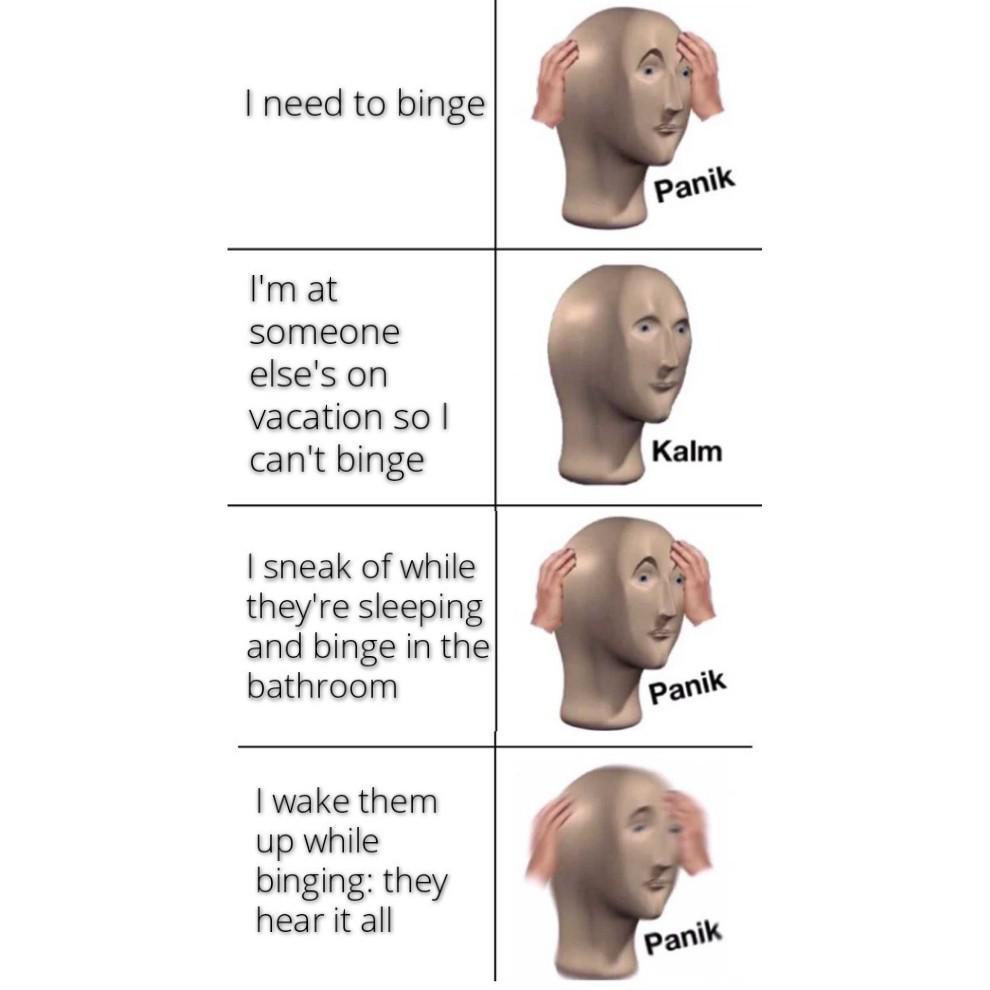 I need to binge
Panik
I'm at
someone
else's on
vacation so I
can't binge
Kalm
I sneak of while
they're sleeping
and binge in the
bathroom
Panik
I wake them
up while
binging: they
hear it all
Panik